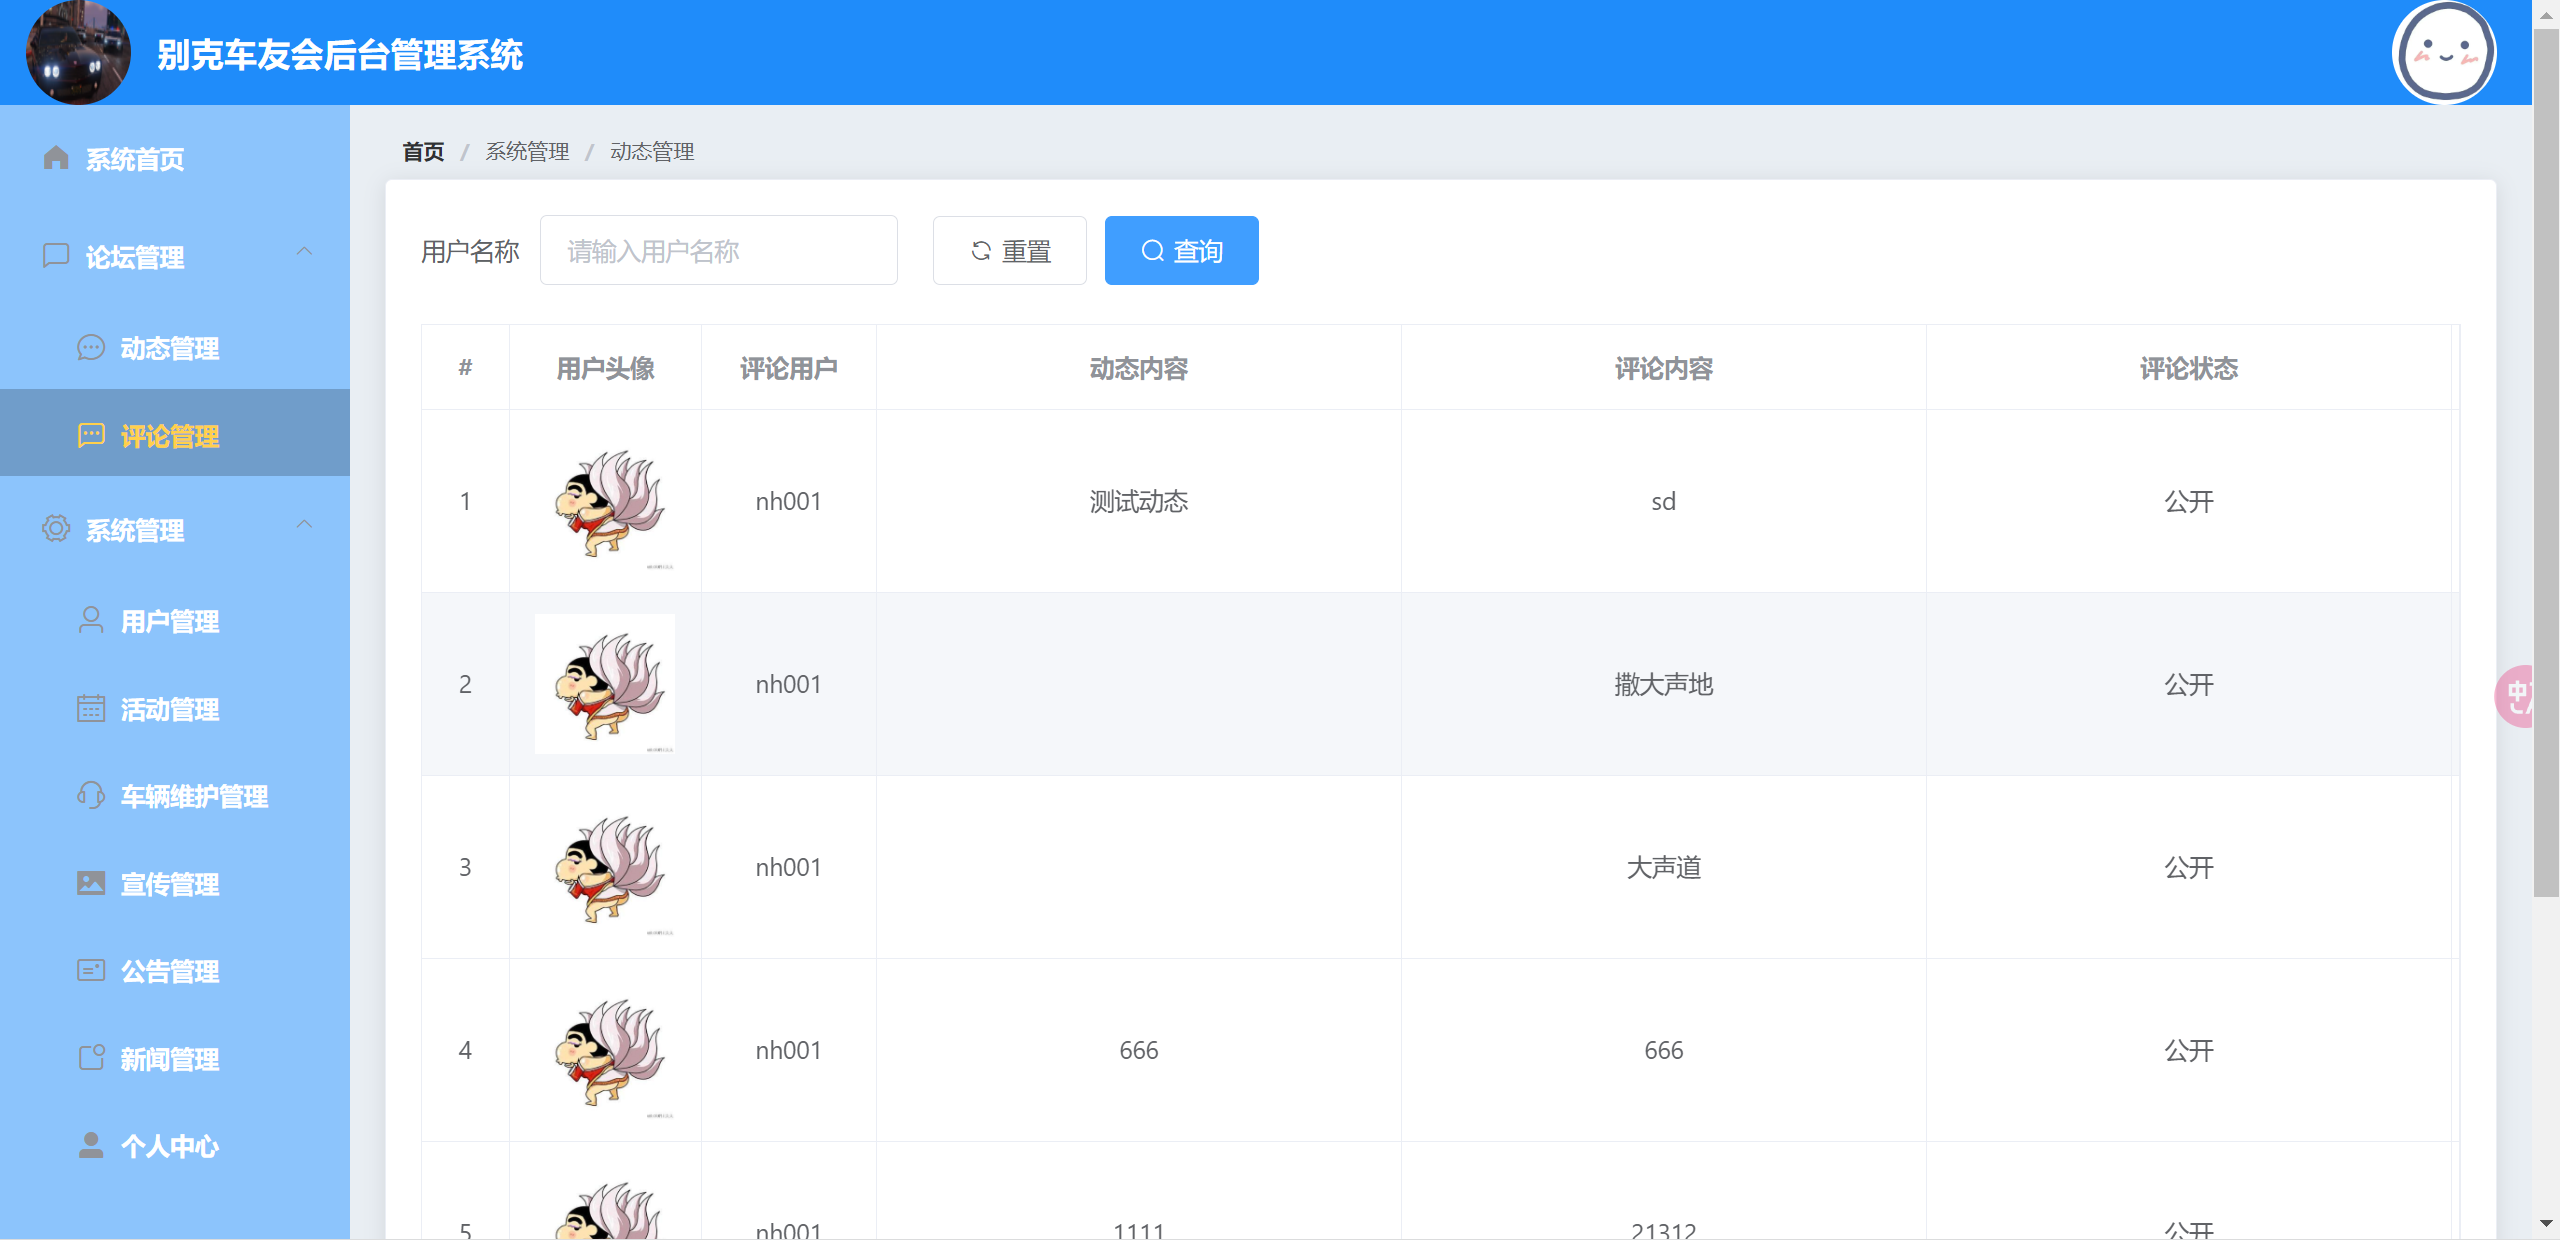 别克车友会后台管理系统
系统首页
论坛管理
动态管理
评论管理
系统管理
用户管理
活动管理
车辆维护管理
宣传管理
公告管理
新闻管理
个人中心
首页 / 系统管理 / 动态管理
用户名称 请输入用户名称 重置 查询
# 用户头像 评论用户 动态内容 评论内容 评论状态
1 nh001 测试动态 sd 公开
2 nh001 撒大声地 公开
3 nh001 大声道 公开
4 nh001 666 666 公开
5 nh001 1111 21312 公开
中